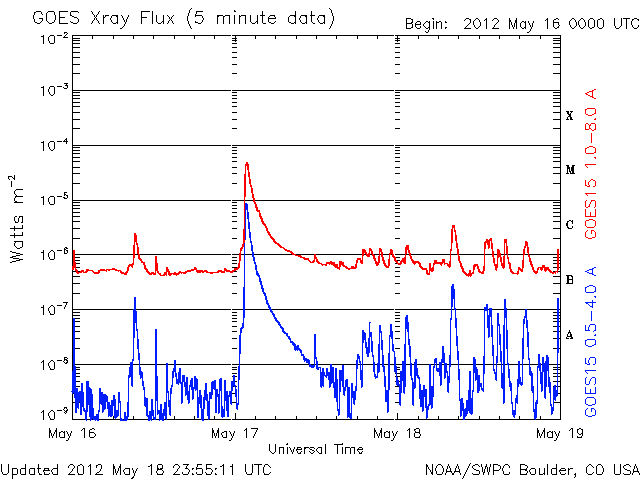 GOES Xray Flux (5 minute data)
Begin: 2012 May 16 0000 UTC
10⁻²
10⁻³
10⁻⁴
10⁻⁵
10⁻⁶
10⁻⁷
10⁻⁸
10⁻⁹
Watts m⁻²
X
M
C
B
A
GOES15 1.0-8.0 A
GOES15 0.5-4.0 A
May 16
May 17
May 18
May 19
Universal Time
Updated 2012 May 18 23:55:11 UTC
NOAA/SWPC Boulder, CO USA